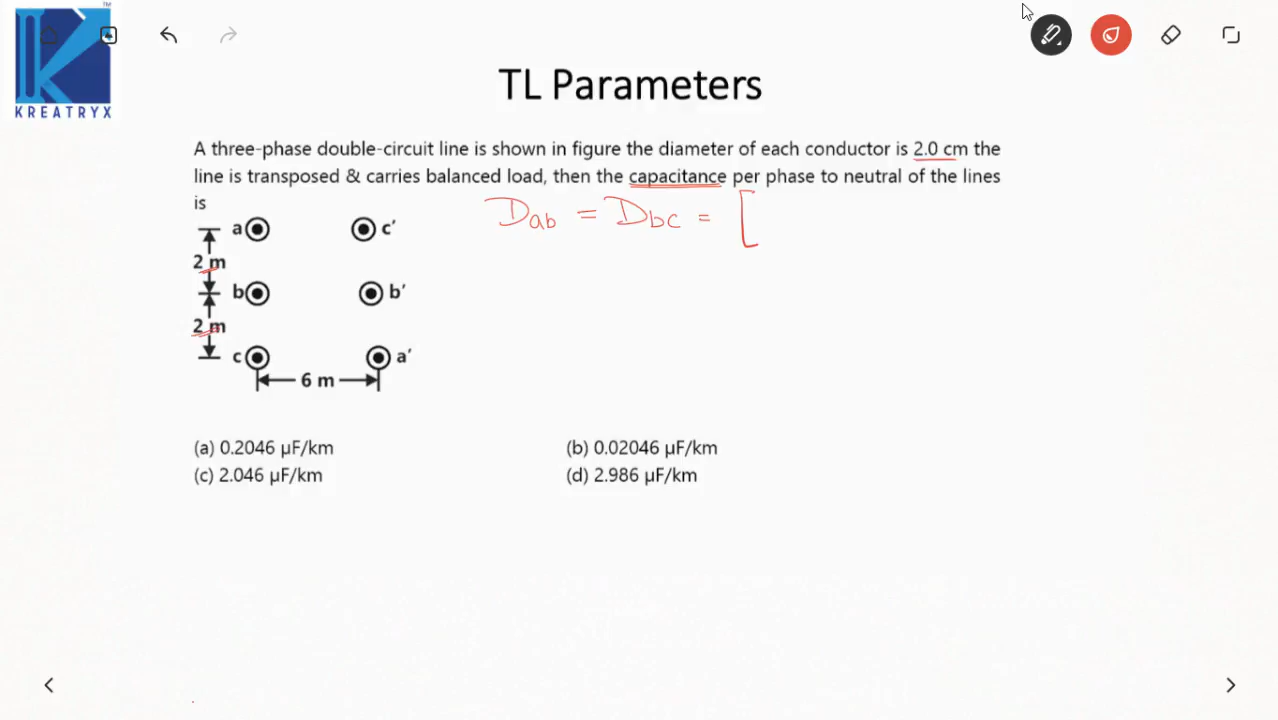 TM
KREATRYX
TL Parameters
A three-phase double-circuit line is shown in figure the diameter of each conductor is 2.0 cm the
line is transposed & carries balanced load, then the capacitance per phase to neutral of the lines
is
Dab = Dbc = [
a c′
2 m
b b′
2 m
c a′
6 m
(a) 0.2046 µF/km (b) 0.02046 µF/km
(c) 2.046 µF/km (d) 2.986 µF/km